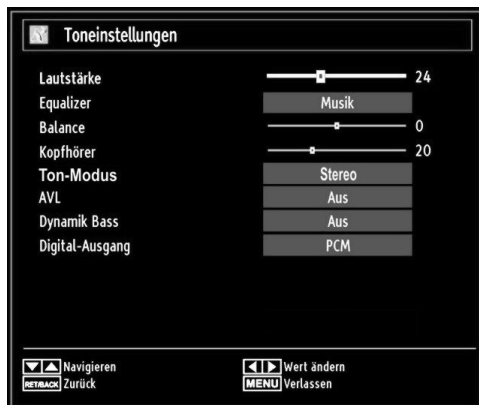 Toneinstellungen
Lautstärke 24
Equalizer Musik
Balance 0
Kopfhörer 20
Ton-Modus Stereo
AVL Aus
Dynamik Bass Aus
Digital-Ausgang PCM
Navigieren Wert ändern
RET/BACK Zurück MENU Verlassen